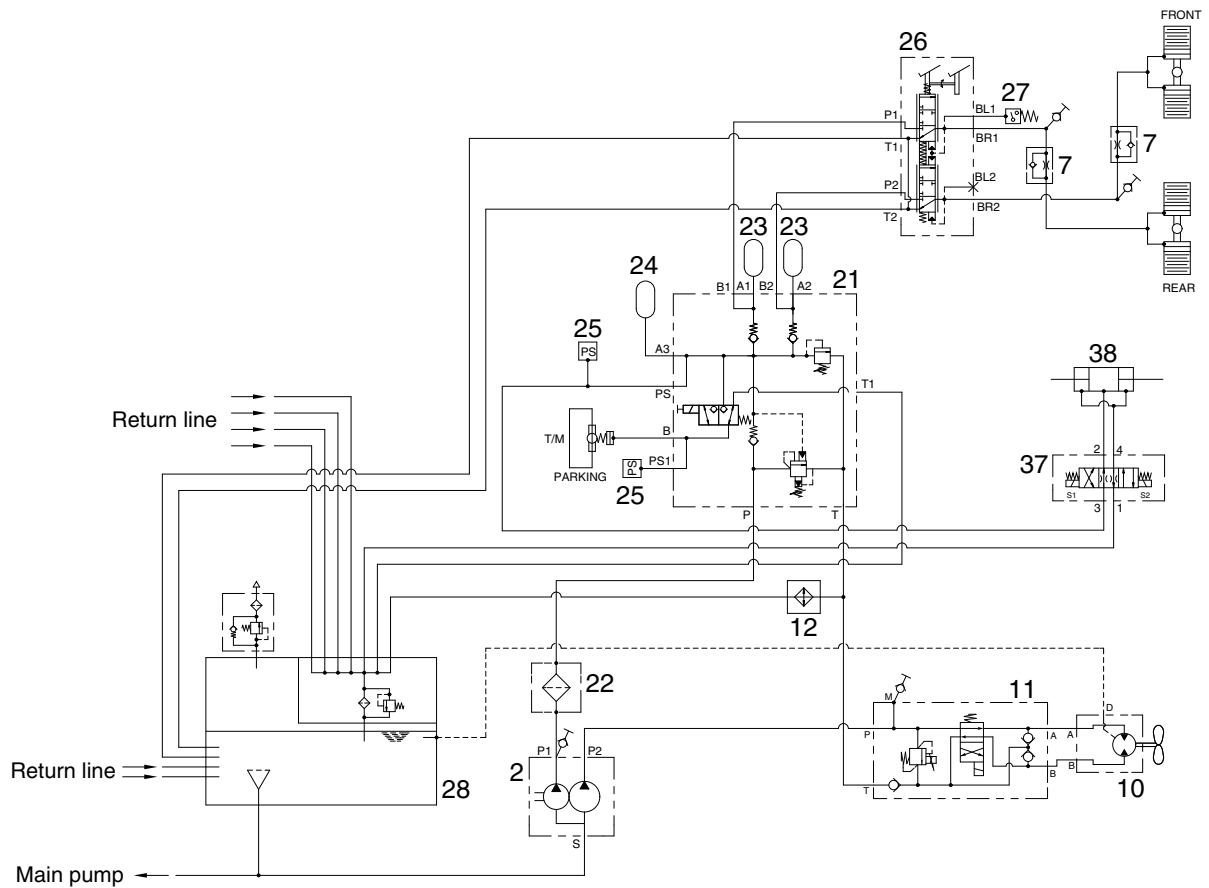 FRONT
26
27
P1
BL1
T1
BR1
7
7
P2
BL2
T2
BR2
23
23
24
B1
A1
B2
A2
21
REAR
25
PS
A3
38
PS
T1
Return line
T/M
B
2
4
PS1
37
PARKING
PS
S1
S2
25
3
1
P
T
12
22
M
11
D
P1
P2
P
A
A
Return line
2
B
B
T
28
10
S
Main pump